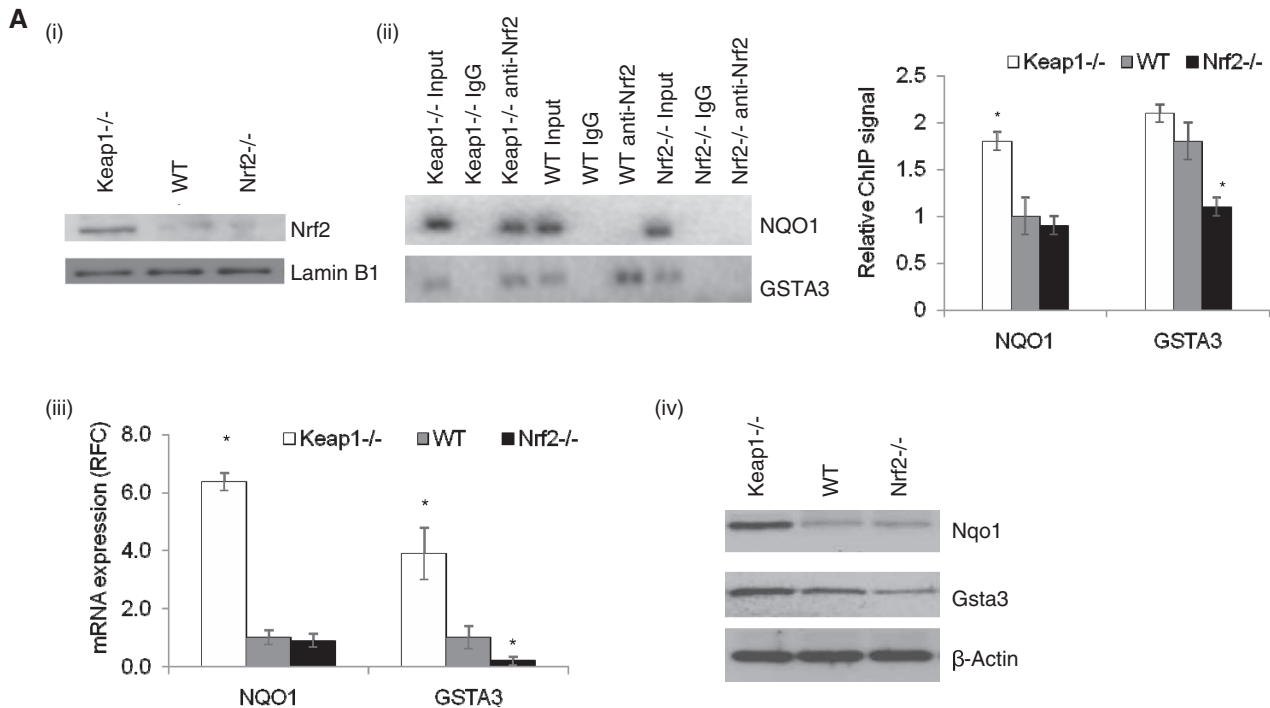 A
(i)
Keap1-/-
WT
Nrf2-/-
Nrf2
Lamin B1
(ii)
Keap1-/- Input
Keap1-/- IgG
Keap1-/- anti-Nrf2
WT Input
WT IgG
WT anti-Nrf2
Nrf2-/- Input
Nrf2-/- IgG
Nrf2-/- anti-Nrf2
NQO1
GSTA3
Keap1-/- WT Nrf2-/-
Relative ChIP signal
2.5
2
1.5
1
0.5
0
*
*
NQO1 GSTA3
(iii)
mRNA expression (RFC)
8.0
6.0
4.0
2.0
0.0
Keap1-/- WT Nrf2-/-
*
*
*
NQO1 GSTA3
(iv)
Keap1-/-
WT
Nrf2-/-
Nqo1
Gsta3
β-Actin